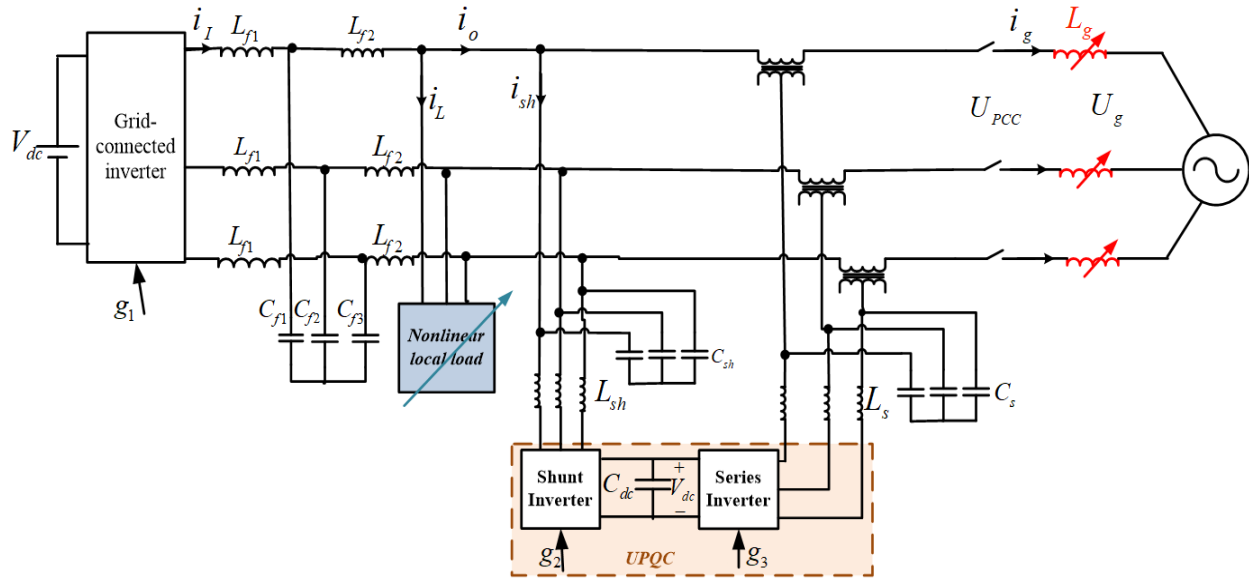 i_I L_f1 L_f2 i_o i_g L_g
V_dc Grid-
connected
inverter
i_L i_sh U_PCC U_g
L_f1 L_f2
L_f1 L_f2
g_1
C_f1 C_f2 C_f3
Nonlinear
local load
C_sh
L_sh
L_s C_s
Shunt
Inverter
C_dc
+
V_dc
−
Series
Inverter
g_2 UPQC g_3